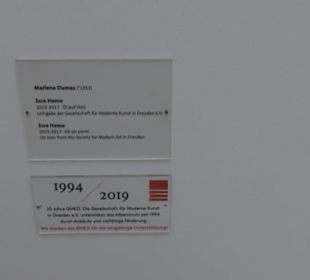 Marlene Dumas (*1953)
Ecce Homo
2015-2017 · Öl auf Holz
Leihgabe der Gesellschaft für Moderne Kunst in Dresden e.V.
Ecce Homo
2015-2017 · Oil on panel
On loan from the Society for Modern Art in Dresden
1994 / 2019
25 Jahre GMKD. Die Gesellschaft für Moderne Kunst
in Dresden e.V. unterstützt das Albertinum seit 1994
durch Ankäufe und vielfältige Förderung.
Wir danken der GMKD für die langjährige Unterstützung!